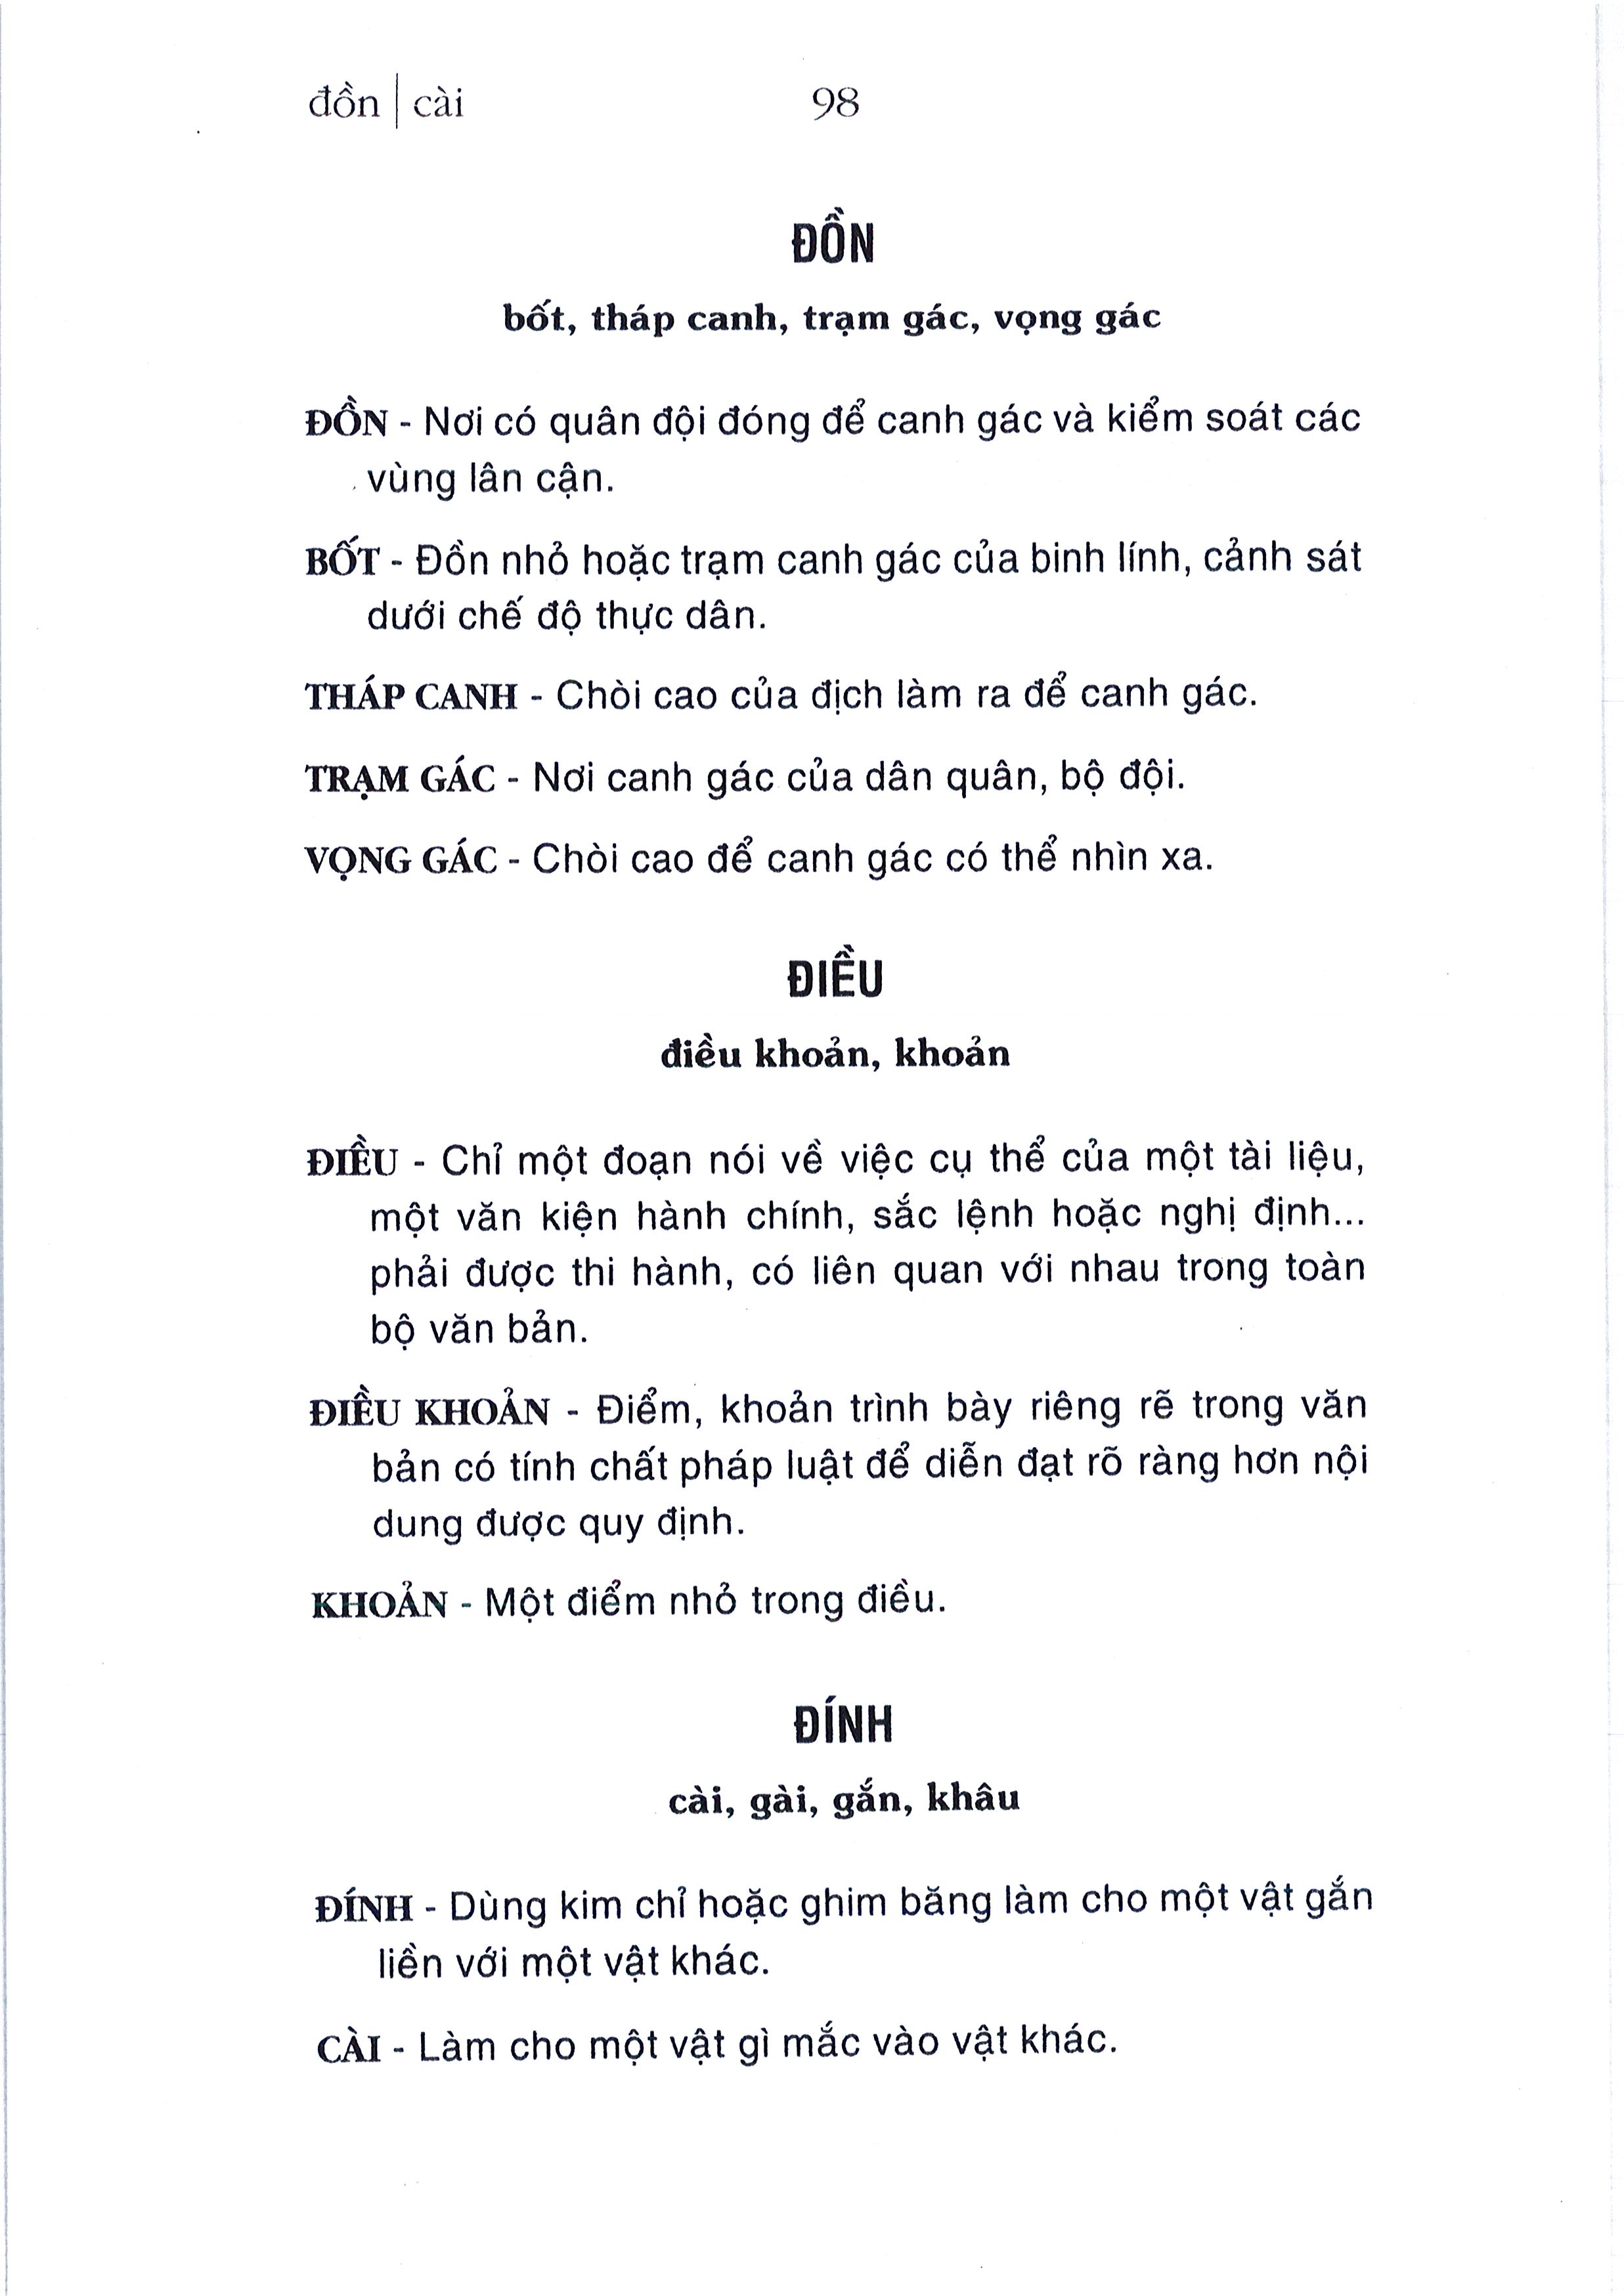 đồn | cài 98
ĐỒN
bốt, tháp canh, trạm gác, vọng gác
ĐỒN - Nơi có quân đội đóng để canh gác và kiểm soát các
vùng lân cận.
BỐT - Đồn nhỏ hoặc trạm canh gác của binh lính, cảnh sát
dưới chế độ thực dân.
THÁP CANH - Chòi cao của địch làm ra để canh gác.
TRẠM GÁC - Nơi canh gác của dân quân, bộ đội.
VỌNG GÁC - Chòi cao để canh gác có thể nhìn xa.
ĐIỀU
điều khoản, khoản
ĐIỀU - Chỉ một đoạn nói về việc cụ thể của một tài liệu,
một văn kiện hành chính, sắc lệnh hoặc nghị định...
phải được thi hành, có liên quan với nhau trong toàn
bộ văn bản.
ĐIỀU KHOẢN - Điểm, khoản trình bày riêng rẽ trong văn
bản có tính chất pháp luật để diễn đạt rõ ràng hơn nội
dung được quy định.
KHOẢN - Một điểm nhỏ trong điều.
ĐÍNH
cài, gài, gắn, khâu
ĐÍNH - Dùng kim chỉ hoặc ghim băng làm cho một vật gắn
liền với một vật khác.
CÀI - Làm cho một vật gì mắc vào vật khác.